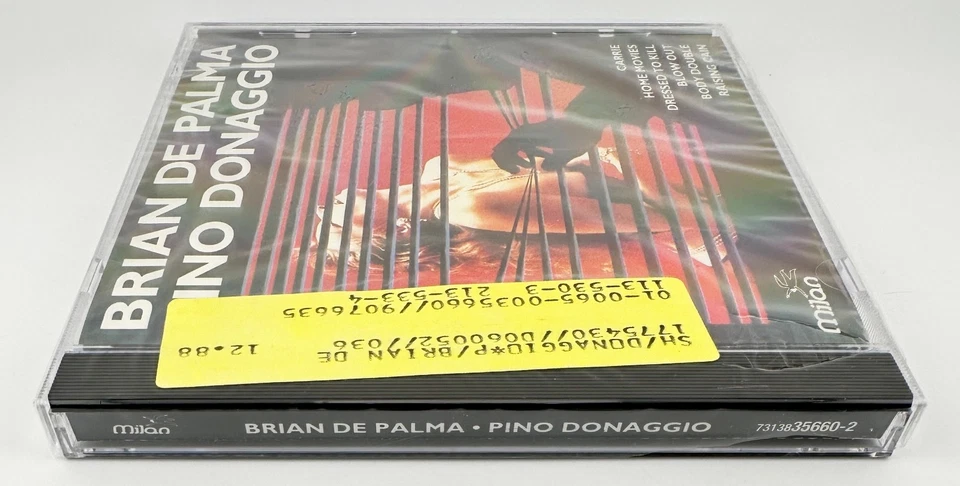 BRIAN DE PALMA
INO DONAGGIO
CARRIE
HOME MOVIES
DRESSED TO KILL
BLOW OUT
BODY DOUBLE
RAISING CAIN
milan
SH/DONAGGIO*P/BRIAN DE 12.88
1775430//D060052//036
01-0065-0035660//9076635
113-530-3 213-533-4
milan BRIAN DE PALMA • PINO DONAGGIO 7313835660-2